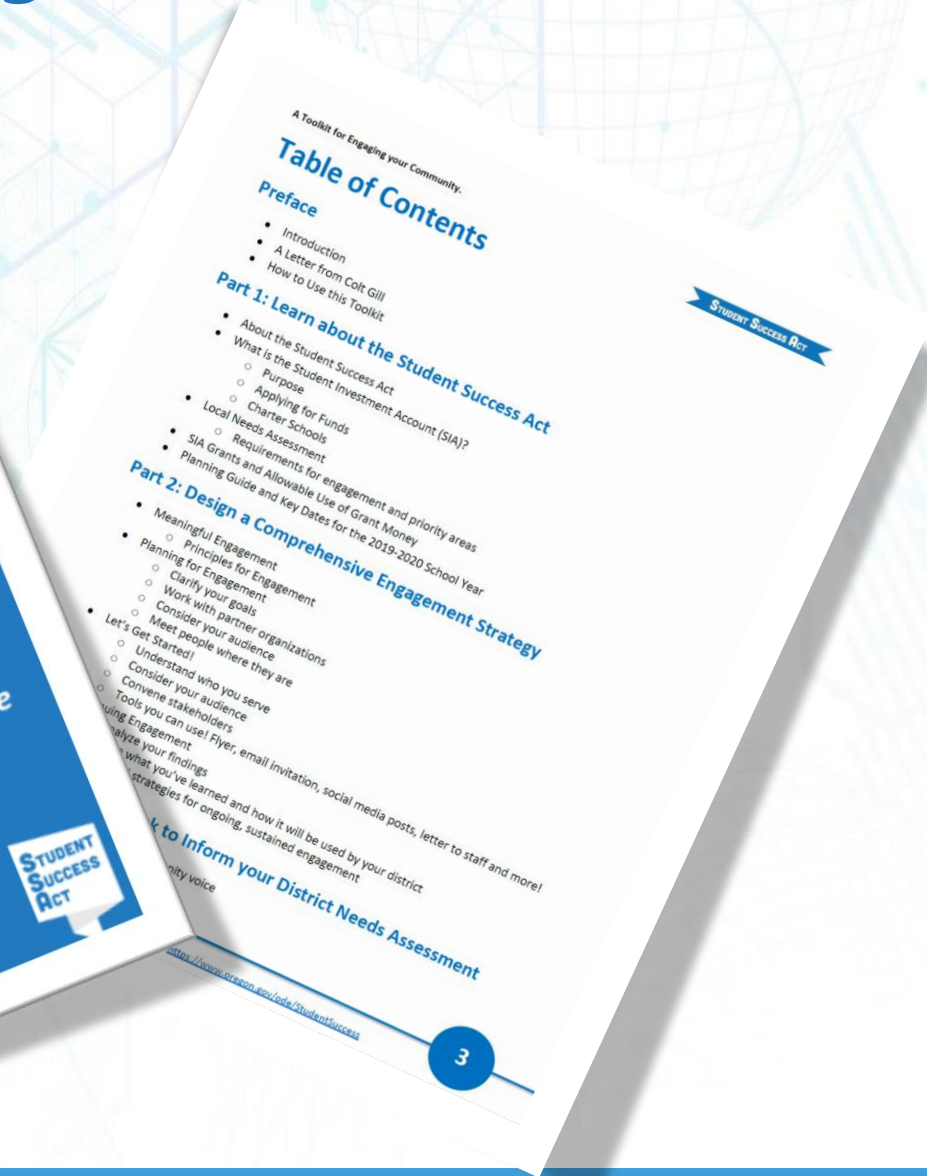 A Toolkit for Engaging your Community.
Table of Contents
STUDENT SUCCESS ACT
Preface
• Introduction
• A Letter from Colt Gill
• How to Use this Toolkit
Part 1: Learn about the Student Success Act
• About the Student Success Act
• What is the Student Investment Account (SIA)?
○ Purpose
○ Applying for Funds
○ Charter Schools
• Local Needs Assessment
○ Requirements for engagement and priority areas
• SIA Grants and Allowable Use of Grant Money
• Planning Guide and Key Dates for the 2019-2020 School Year
Part 2: Design a Comprehensive Engagement Strategy
• Meaningful Engagement
○ Principles for Engagement
• Planning for Engagement
○ Clarify your goals
○ Work with partner organizations
○ Consider your audience
○ Meet people where they are
• Let's Get Started!
○ Understand who you serve
○ Consider your audience
○ Convene stakeholders
○ Tools you can use! Flyer, email invitation, social media posts, letter to staff and more!
Engagement
your findings
what you've learned and how it will be used by your district
strategies for ongoing, sustained engagement
to Inform your District Needs Assessment
voice
https://www.oregon.gov/ode/StudentSuccess
3
STUDENT
SUCCESS
ACT